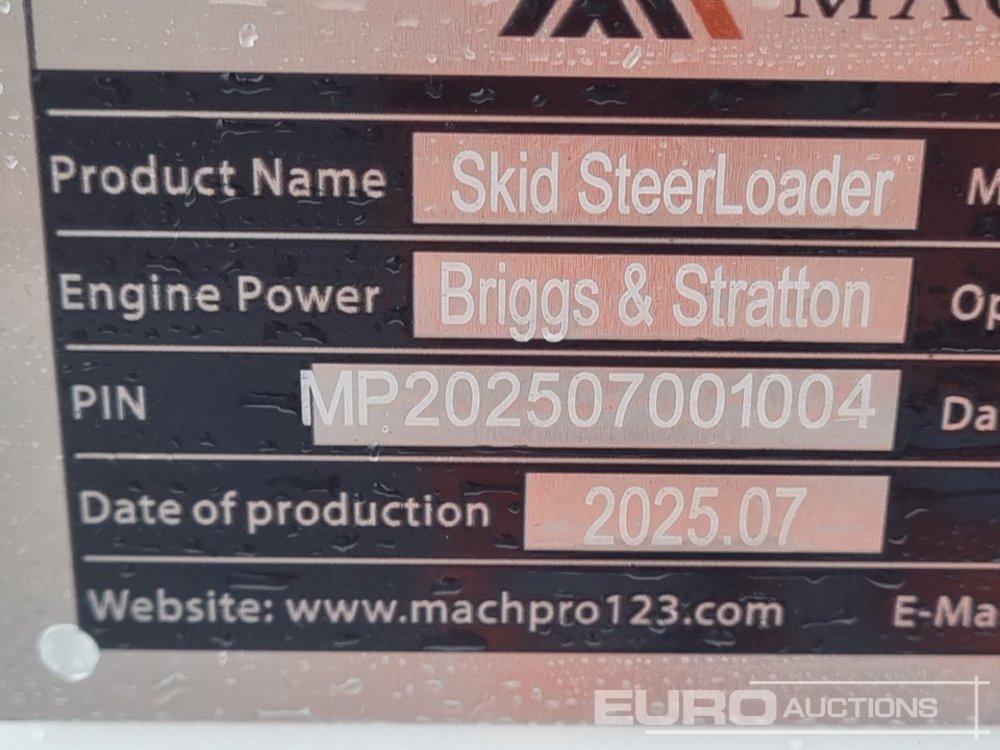 Product Name Skid SteerLoader
Engine Power Briggs & Stratton
PIN MP202507001004
Date of production 2025.07
Website: www.machpro123.com
EURO AUCTIONS